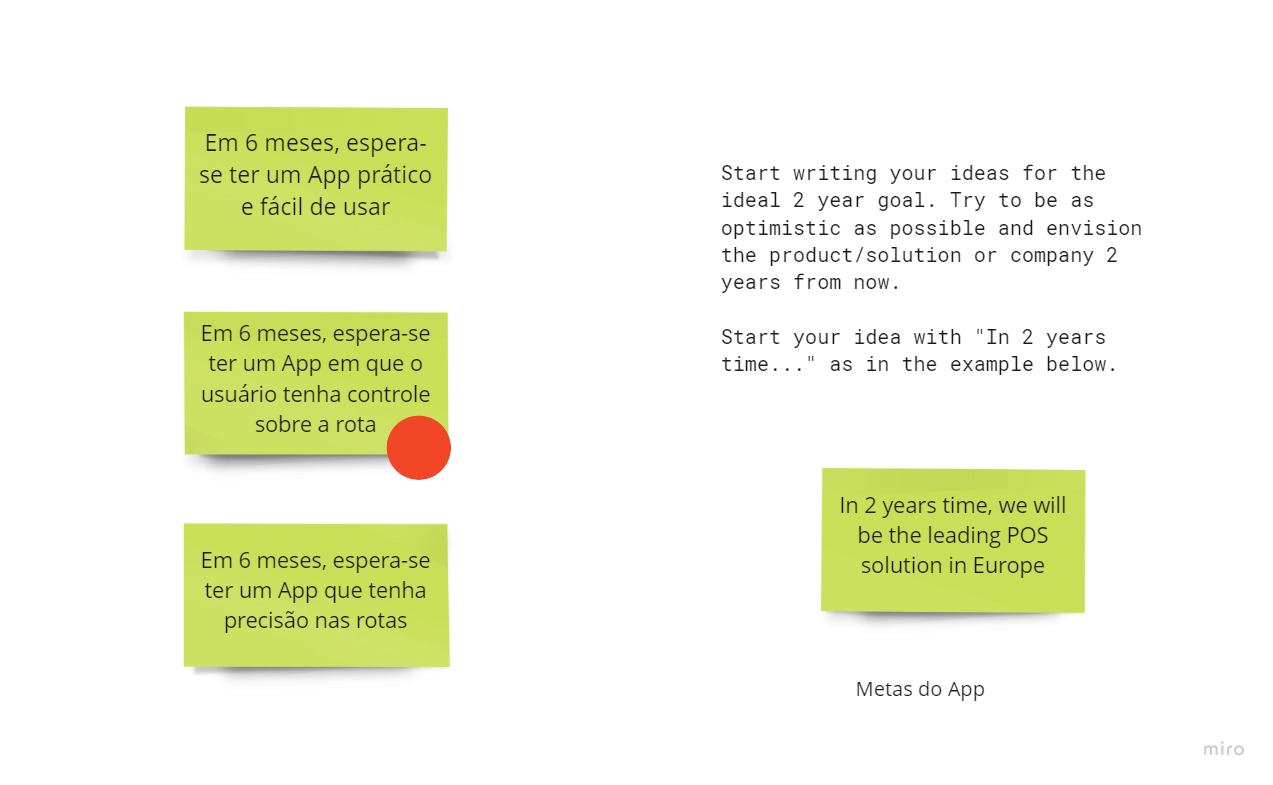 Em 6 meses, espera-
se ter um App prático
e fácil de usar
Em 6 meses, espera-se
ter um App em que o
usuário tenha controle
sobre a rota
Em 6 meses, espera-se
ter um App que tenha
precisão nas rotas
Start writing your ideas for the
ideal 2 year goal. Try to be as
optimistic as possible and envision
the product/solution or company 2
years from now.
Start your idea with "In 2 years
time..." as in the example below.
In 2 years time, we will
be the leading POS
solution in Europe
Metas do App
miro